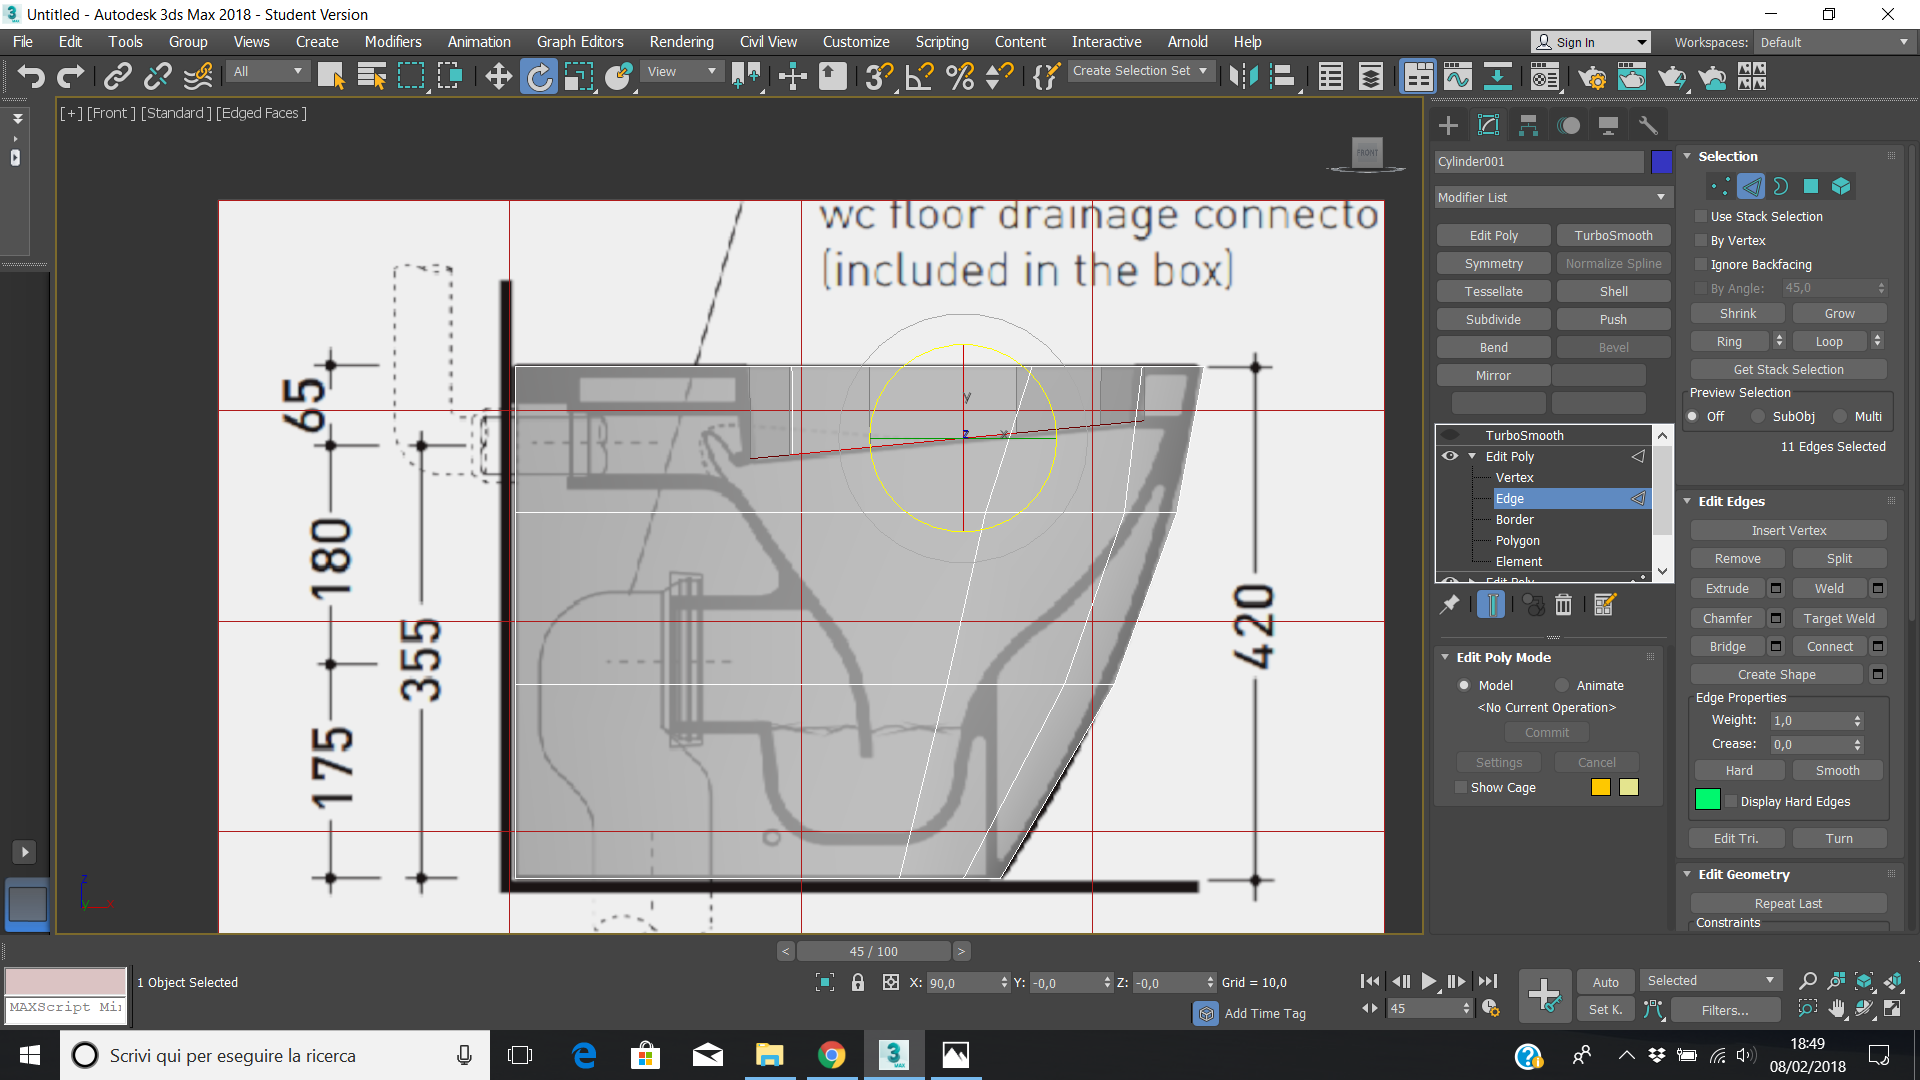 Untitled - Autodesk 3ds Max 2018 - Student Version
File Edit Tools Group Views Create Modifiers Animation Graph Editors Rendering Civil View Customize Scripting Content Interactive Arnold Help
Sign In
Workspaces: Default
All
View
Create Selection Set
[+] [Front ] [Standard ] [Edged Faces ]
FRONT
wc floor drainage connecto
(included in the box)
65
180
355
175
420
y
z
x
z
y
Cylinder001
Modifier List
Edit Poly TurboSmooth
Symmetry Normalize Spline
Tessellate Shell
Subdivide Push
Bend Bevel
Mirror
TurboSmooth
Edit Poly
Vertex
Edge
Border
Polygon
Element
Edit Poly
Edit Poly Mode
Model Animate
<No Current Operation>
Commit
Settings Cancel
Show Cage
Selection
Use Stack Selection
By Vertex
Ignore Backfacing
By Angle: 45,0
Shrink Grow
Ring Loop
Get Stack Selection
Preview Selection
Off SubObj Multi
11 Edges Selected
Edit Edges
Insert Vertex
Remove Split
Extrude Weld
Chamfer Target Weld
Bridge Connect
Create Shape
Edge Properties
Weight: 1,0
Crease: 0,0
Hard Smooth
Display Hard Edges
Edit Tri. Turn
Edit Geometry
Repeat Last
Constraints
< 45 / 100 >
MAXScript Mi
1 Object Selected
X: 90,0 Y: -0,0 Z: -0,0 Grid = 10,0
Add Time Tag
45
Auto Selected
Set K. Filters...
Scrivi qui per eseguire la ricerca
3
MAX
18:49
08/02/2018